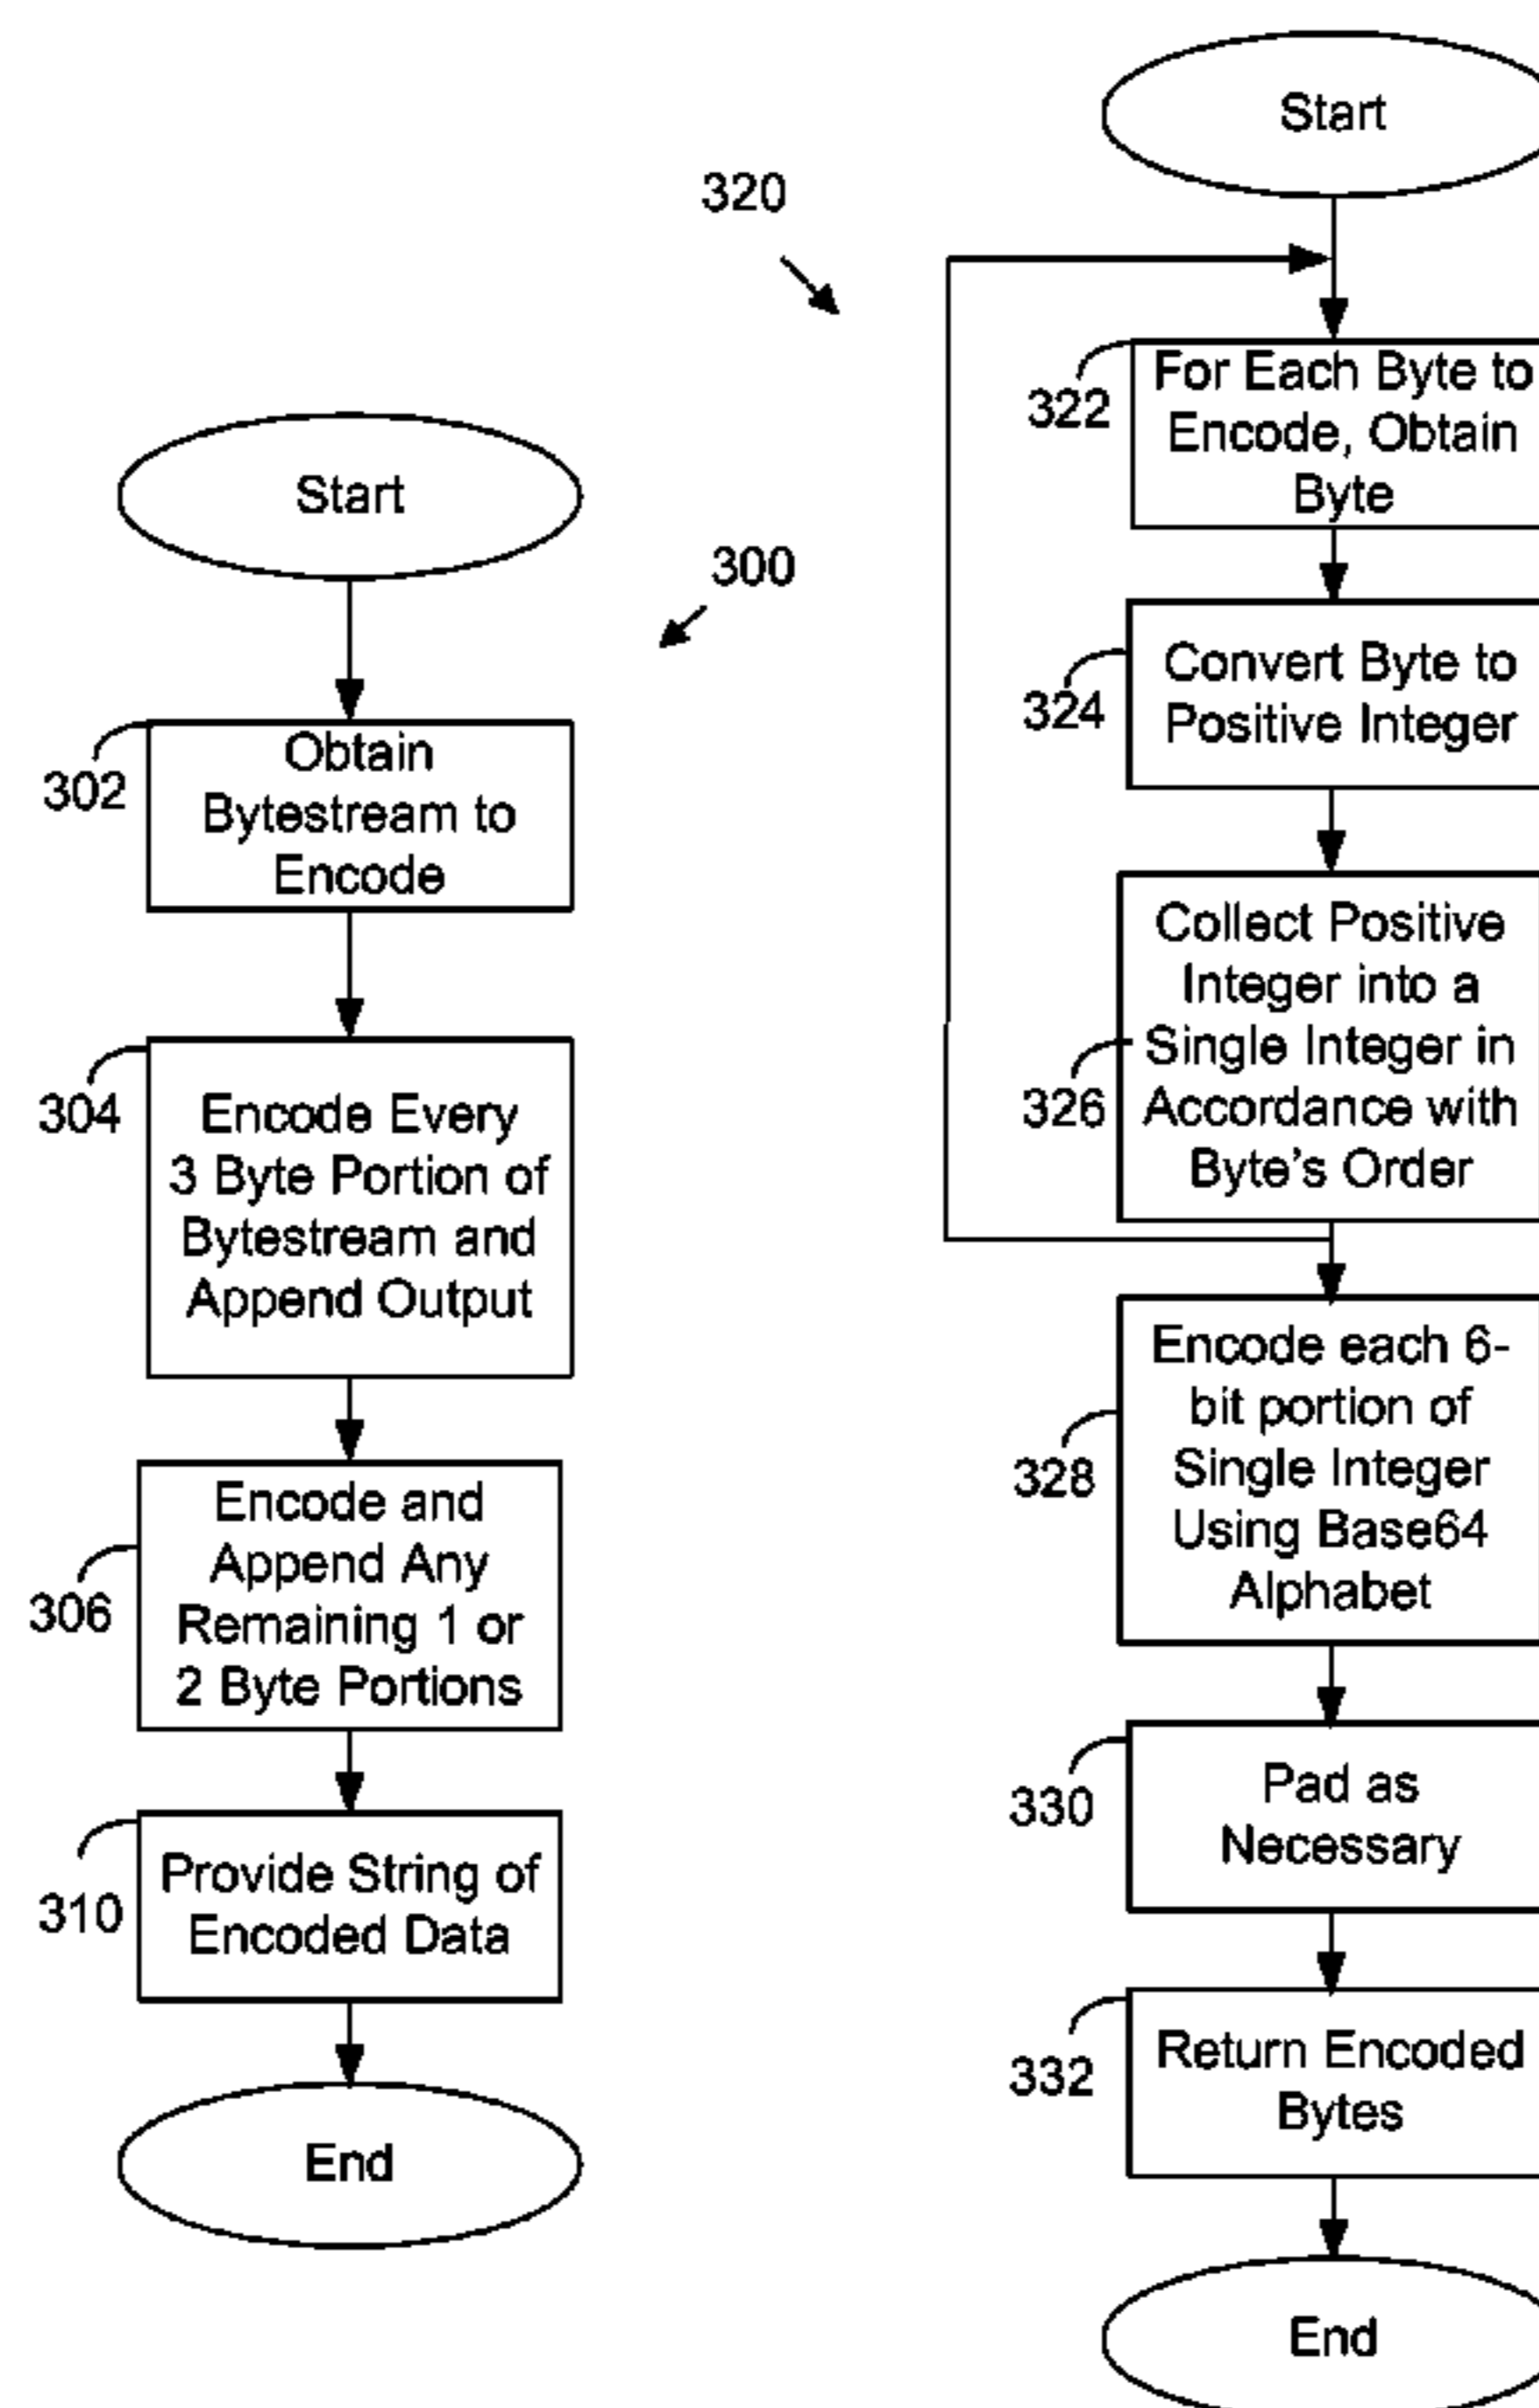 Start
300
302
Obtain
Bytestream to
Encode
304
Encode Every
3 Byte Portion of
Bytestream and
Append Output
306
Encode and
Append Any
Remaining 1 or
2 Byte Portions
310
Provide String of
Encoded Data
End
320
Start
322
For Each Byte to
Encode, Obtain
Byte
324
Convert Byte to
Positive Integer
326
Collect Positive
Integer into a
Single Integer in
Accordance with
Byte's Order
328
Encode each 6-
bit portion of
Single Integer
Using Base64
Alphabet
330
Pad as
Necessary
332
Return Encoded
Bytes
End